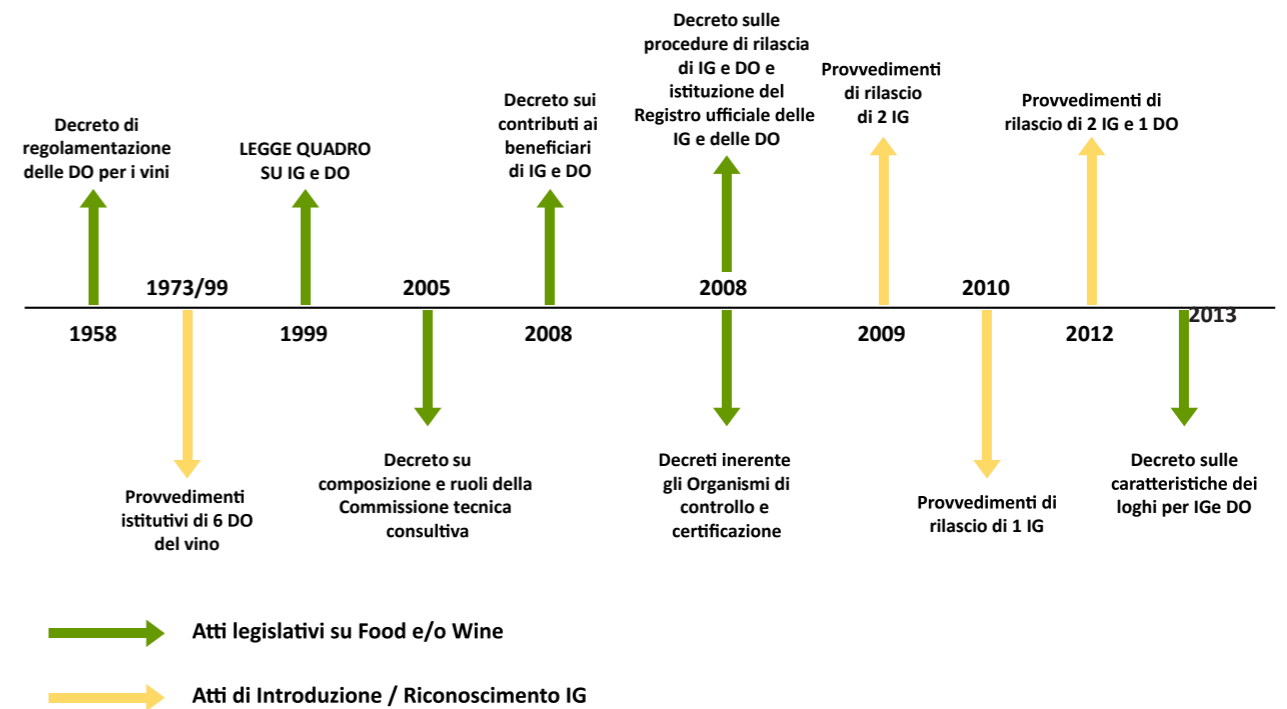 Decreto di
regolamentazione
delle DO per i vini
LEGGE QUADRO
SU IG e DO
Decreto sui
contributi ai
beneficiari
di IG e DO
Decreto sulle
procedure di rilascia
di IG e DO e
istituzione del
Registro ufficiale delle
IG e delle DO
Provvedimenti
di rilascio
di 2 IG
Provvedimenti di
rilascio di 2 IG e 1 DO
1973/99
2005
2008
2010
1958
1999
2008
2009
2012
2013
Provvedimenti
istitutivi di 6 DO
del vino
Decreto su
composizione e ruoli della
Commissione tecnica
consultiva
Decreti inerente
gli Organismi di
controllo e
certificazione
Provvedimenti di
rilascio di 1 IG
Decreto sulle
caratteristiche dei
loghi per IGe DO
Atti legislativi su Food e/o Wine
Atti di Introduzione / Riconoscimento IG